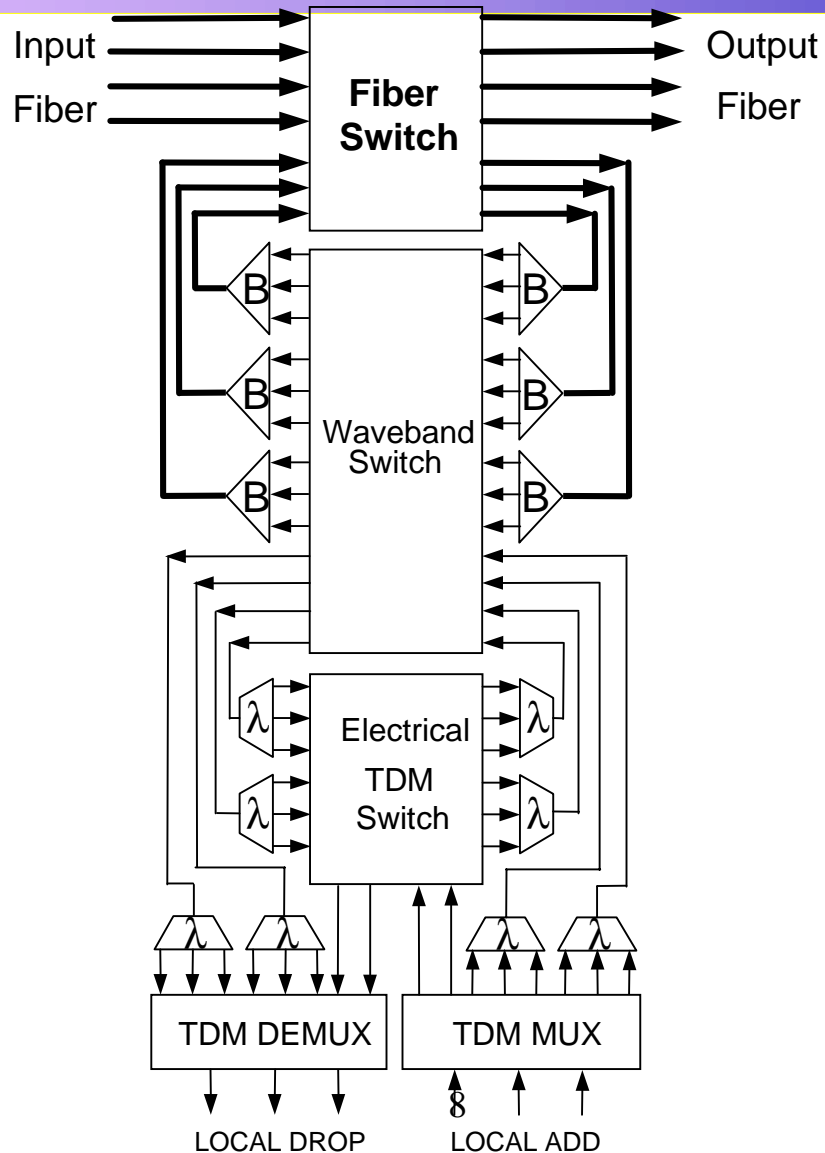 Input
Fiber
Fiber
Switch
Output
Fiber
B
B
B
B
B
B
Waveband
Switch
λ
λ
Electrical
TDM
Switch
λ
λ
λ
λ
λ
λ
TDM DEMUX
TDM MUX
8
LOCAL DROP
LOCAL ADD